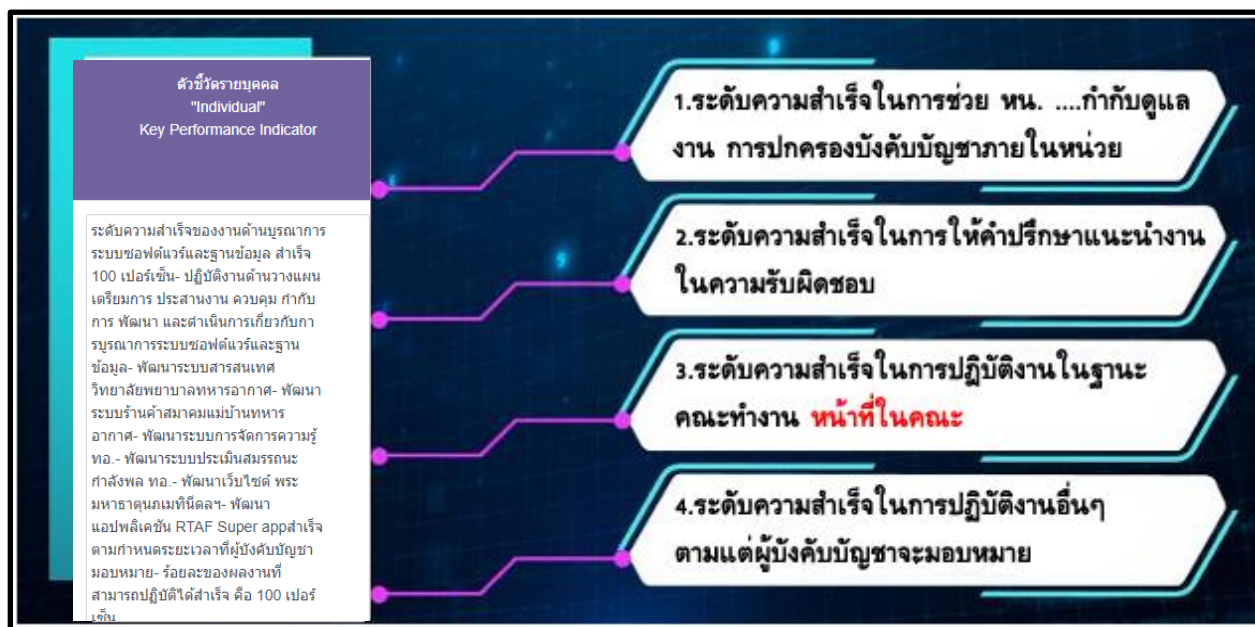 ตัวชี้วัดรายบุคคล
"Individual"
Key Performance Indicator
ระดับความสำเร็จของงานด้านบูรณาการ
ระบบซอฟต์แวร์และฐานข้อมูล สำเร็จ
100 เปอร์เซ็น- ปฏิบัติงานด้านวางแผน
เตรียมการ ประสานงาน ควบคุม กำกับ
การ พัฒนา และดำเนินการเกี่ยวกับกา
รบูรณาการระบบซอฟต์แวร์และฐาน
ข้อมูล- พัฒนาระบบสารสนเทศ
วิทยาลัยพยาบาลทหารอากาศ- พัฒนา
ระบบร้านค้าสมาคมแม่บ้านทหาร
อากาศ- พัฒนาระบบการจัดการความรู้
ทอ.- พัฒนาระบบประเมินสมรรถนะ
กำลังพล ทอ.- พัฒนาเว็บไซต์ พระ
มหาธาตุนภเมทินีดลฯ- พัฒนา
แอปพลิเคชัน RTAF Super appสำเร็จ
ตามกำหนดระยะเวลาที่ผู้บังคับบัญชา
มอบหมาย- ร้อยละของผลงานที่
สามารถปฏิบัติได้สำเร็จ คือ 100 เปอร์
เซ็น
1.ระดับความสำเร็จในการช่วย หน. ....กำกับดูแล
งาน การปกครองบังคับบัญชาภายในหน่วย
2.ระดับความสำเร็จในการให้คำปรึกษาแนะนำงาน
ในความรับผิดชอบ
3.ระดับความสำเร็จในการปฏิบัติงานในฐานะ
คณะทำงาน หน้าที่ในคณะ
4.ระดับความสำเร็จในการปฏิบัติงานอื่นๆ
ตามแต่ผู้บังคับบัญชาจะมอบหมาย